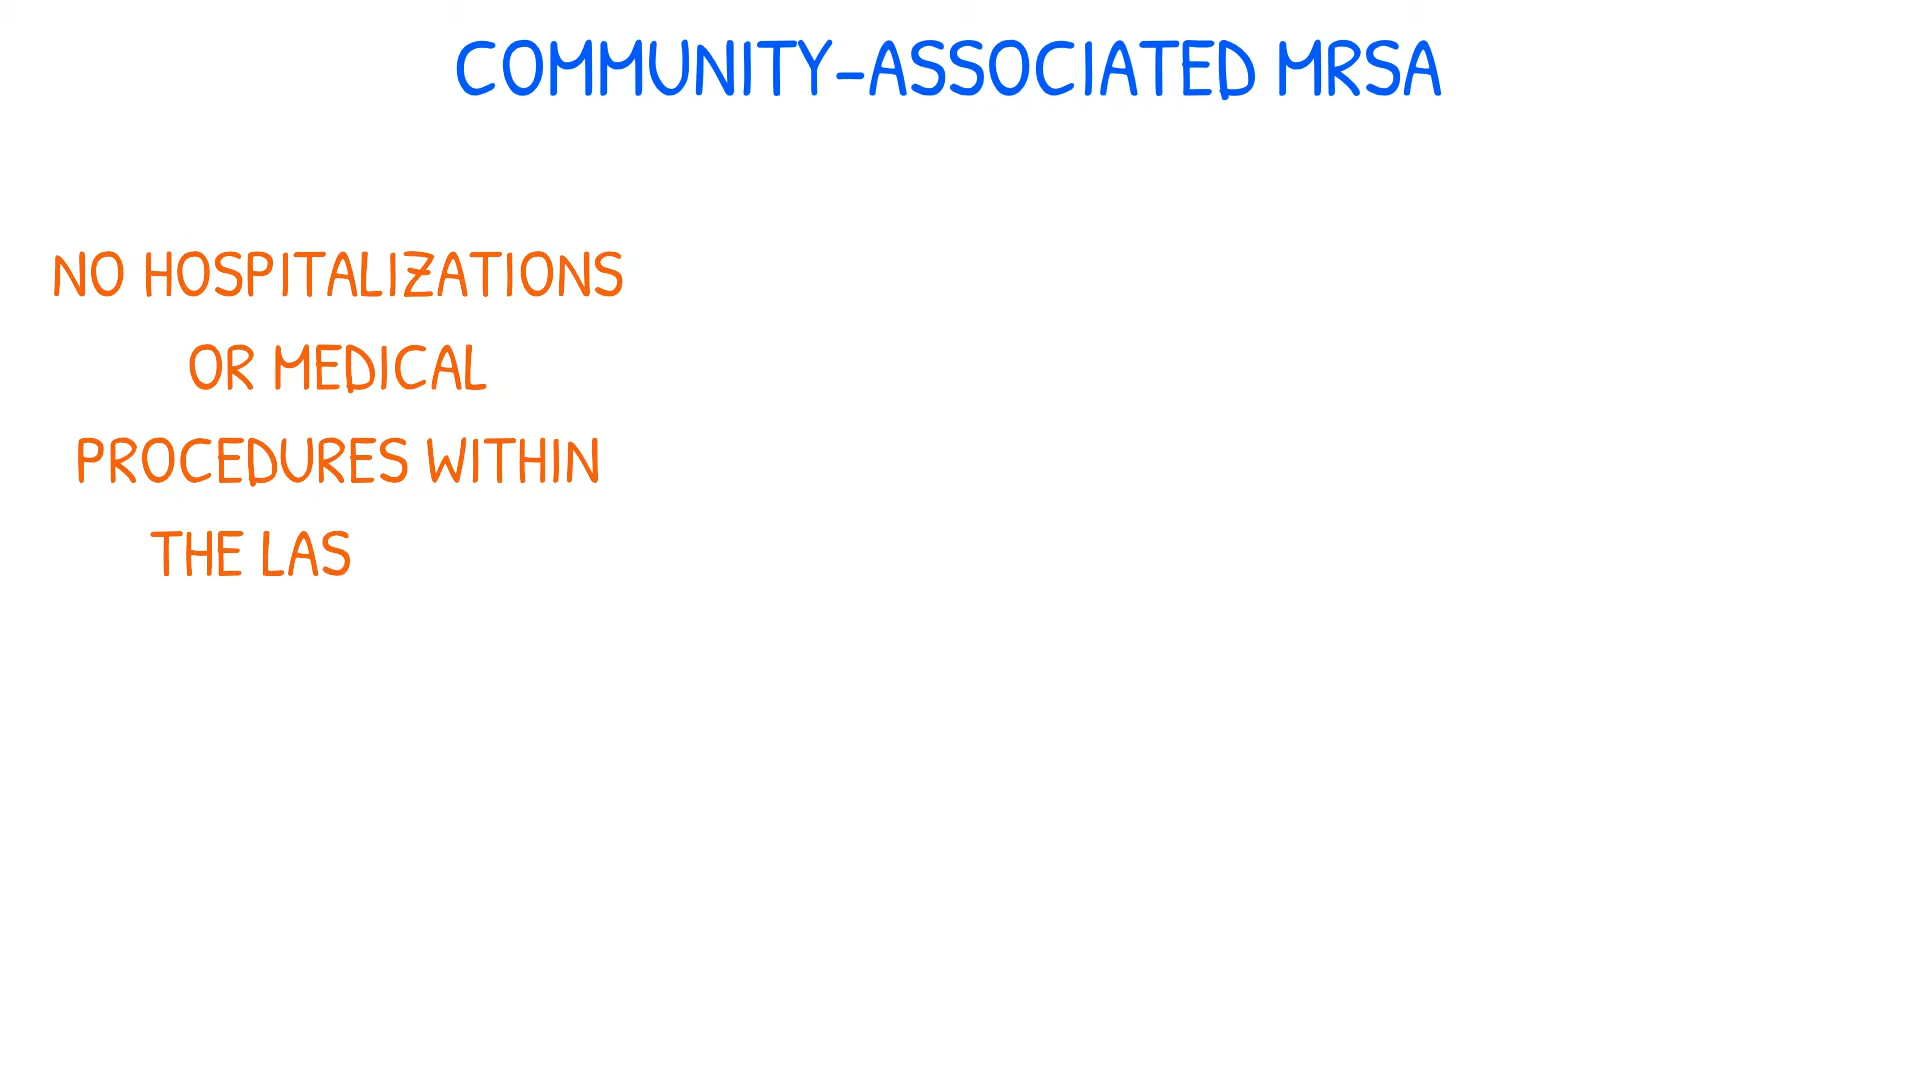 COMMUNITY-ASSOCIATED MRSA
NO HOSPITALIZATIONS
OR MEDICAL
PROCEDURES WITHIN
THE LAS